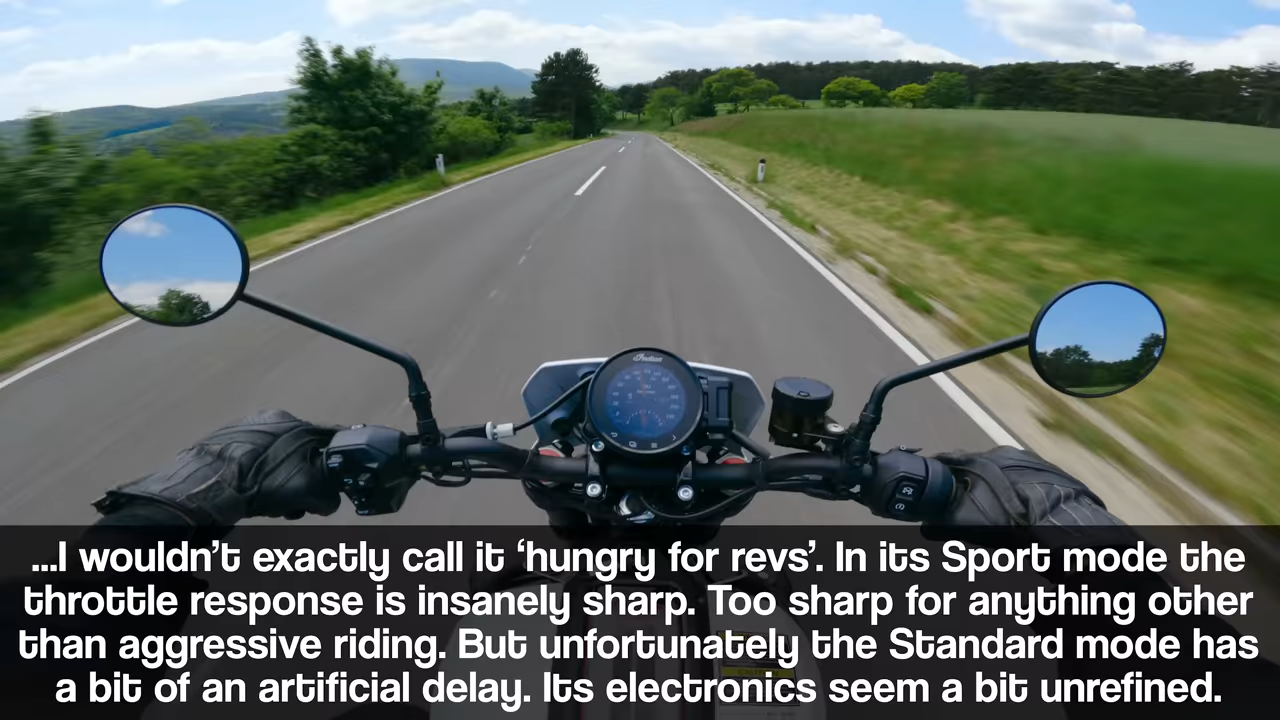 Indian
...I wouldn't exactly call it ‘hungry for revs’. In its Sport mode the
throttle response is insanely sharp. Too sharp for anything other
than aggressive riding. But unfortunately the Standard mode has
a bit of an artificial delay. Its electronics seem a bit unrefined.